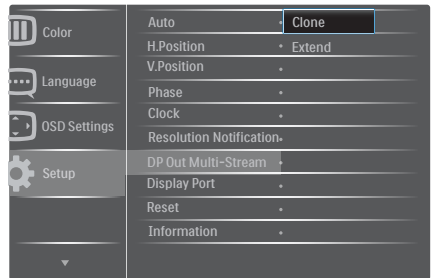 Color
Language
OSD Settings
Setup
Auto
H.Position
V.Position
Phase
Clock
Resolution Notification
DP Out Multi-Stream
Display Port
Reset
Information
Clone
Extend